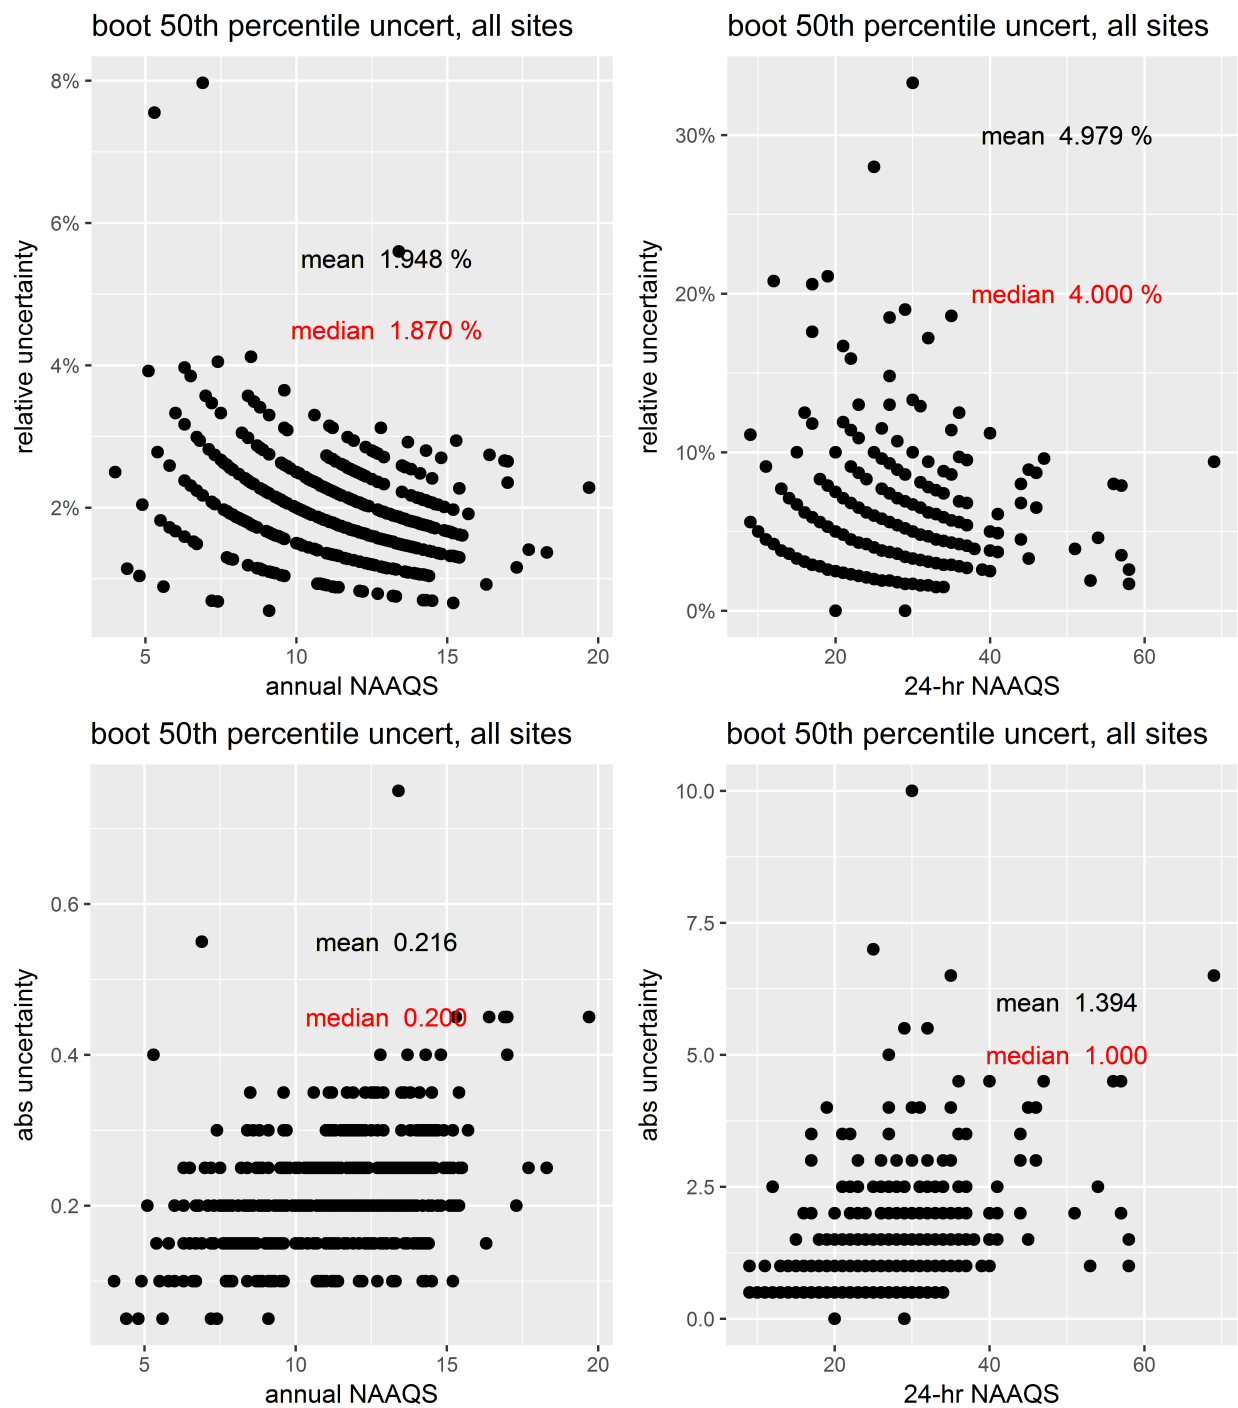 boot 50th percentile uncert, all sites
8%
6%
4%
2%
relative uncertainty
mean 1.948 %
median 1.870 %
5
10
15
20
annual NAAQS
boot 50th percentile uncert, all sites
30%
20%
10%
0%
relative uncertainty
mean 4.979 %
median 4.000 %
20
40
60
24-hr NAAQS
boot 50th percentile uncert, all sites
0.6
0.4
0.2
abs uncertainty
mean 0.216
median 0.200
5
10
15
20
annual NAAQS
boot 50th percentile uncert, all sites
10.0
7.5
5.0
2.5
0.0
abs uncertainty
mean 1.394
median 1.000
20
40
60
24-hr NAAQS